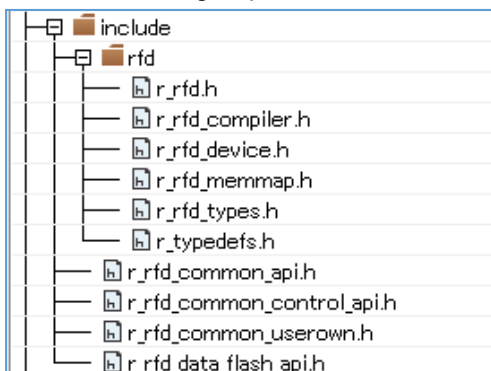 include
rfd
r_rfd.h
r_rfd_compiler.h
r_rfd_device.h
r_rfd_memmap.h
r_rfd_types.h
r_typedefs.h
r_rfd_common_api.h
r_rfd_common_control_api.h
r_rfd_common_userown.h
r_rfd_data_flash_api.h